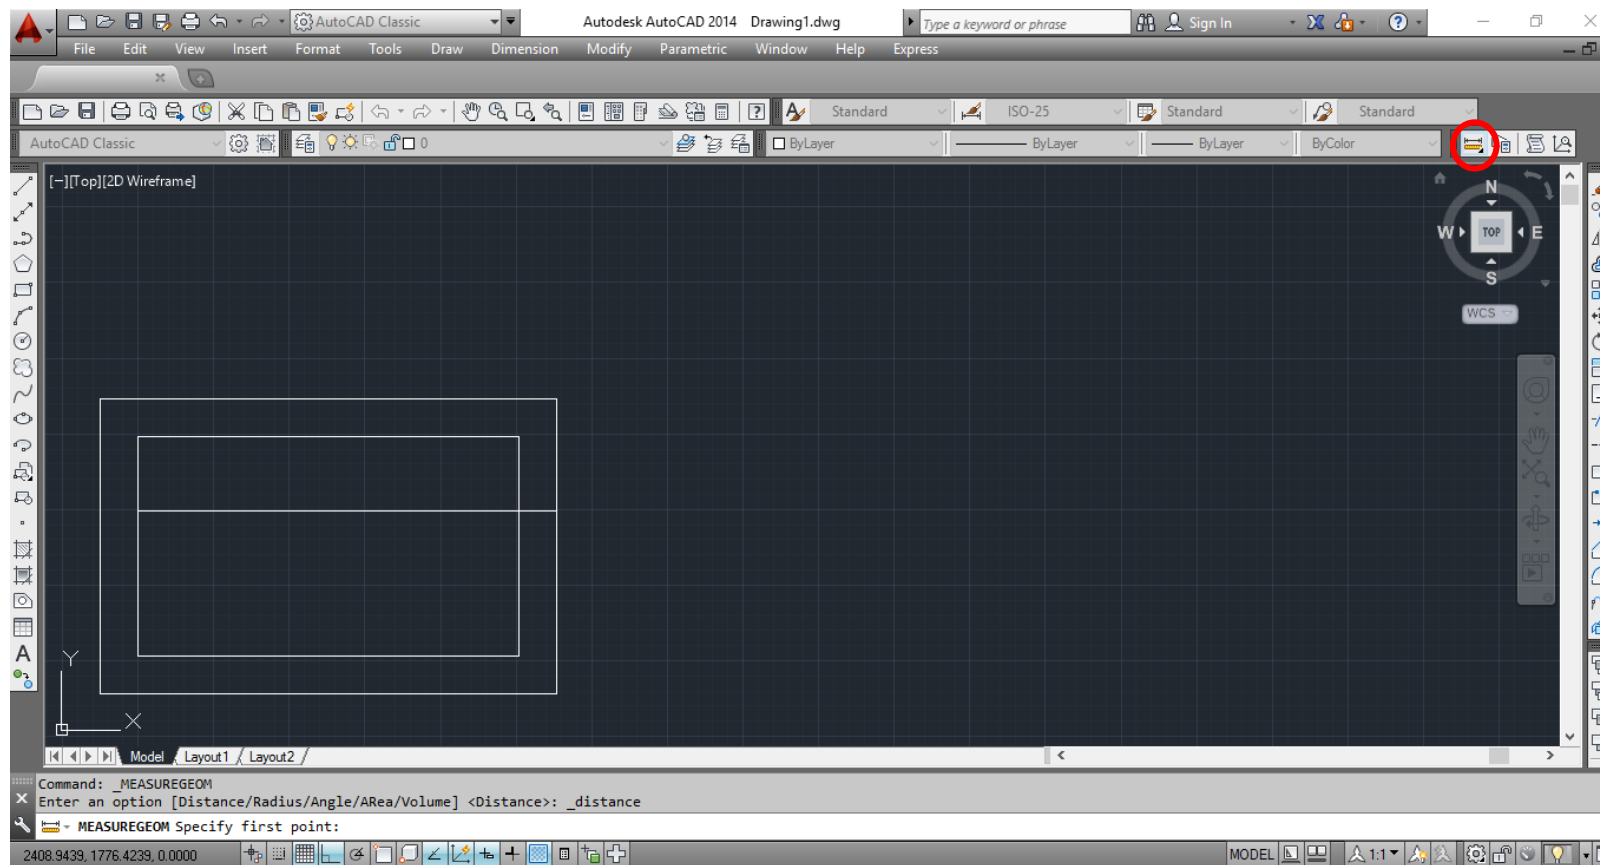 AutoCAD Classic
Autodesk AutoCAD 2014 Drawing1.dwg
Type a keyword or phrase
Sign In
File Edit View Insert Format Tools Draw Dimension Modify Parametric Window Help Express
Standard ISO-25 Standard Standard
AutoCAD Classic 0 ByLayer ByLayer ByLayer ByColor
[−][Top][2D Wireframe]
N
W TOP E
S
WCS
A
Y
X
Model Layout1 Layout2
Command: _MEASUREGEOM
Enter an option [Distance/Radius/Angle/ARea/Volume] <Distance>: _distance
MEASUREGEOM Specify first point:
2408.9439, 1776.4239, 0.0000 MODEL 1:1